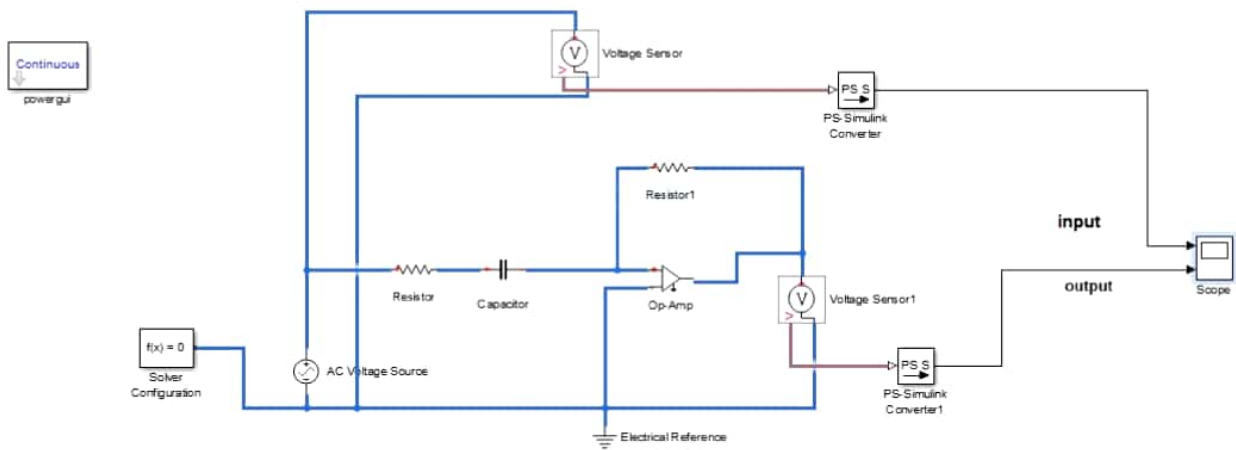 Continuous
powergui
V
Voltage Sensor
PS S
PS-Simulink
Converter
Resistor1
input
Resistor
Capacitor
Op-Amp
V
Voltage Sensor1
output
Scope
f(x) = 0
Solver
Configuration
AC Voltage Source
PS S
PS-Simulink
Converter1
Electrical Reference